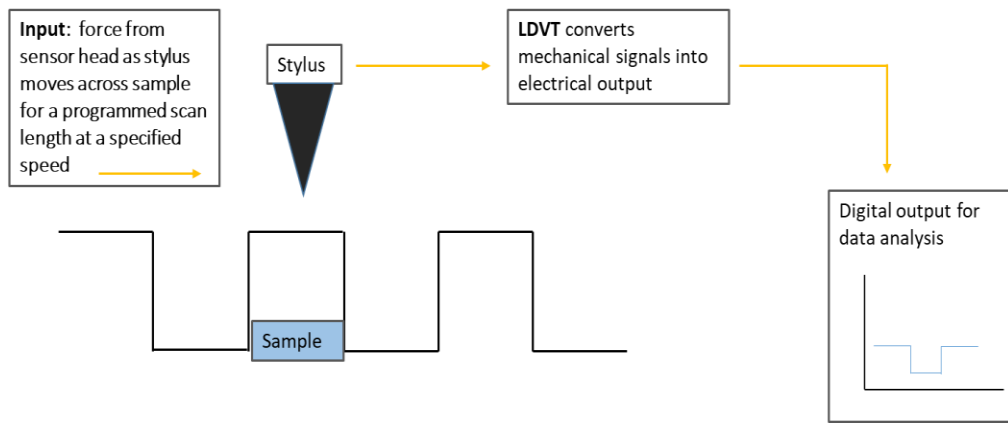 Input: force from
sensor head as stylus
moves across sample
for a programmed scan
length at a specified
speed
Stylus
LDVT converts
mechanical signals into
electrical output
Digital output for
data analysis
Sample